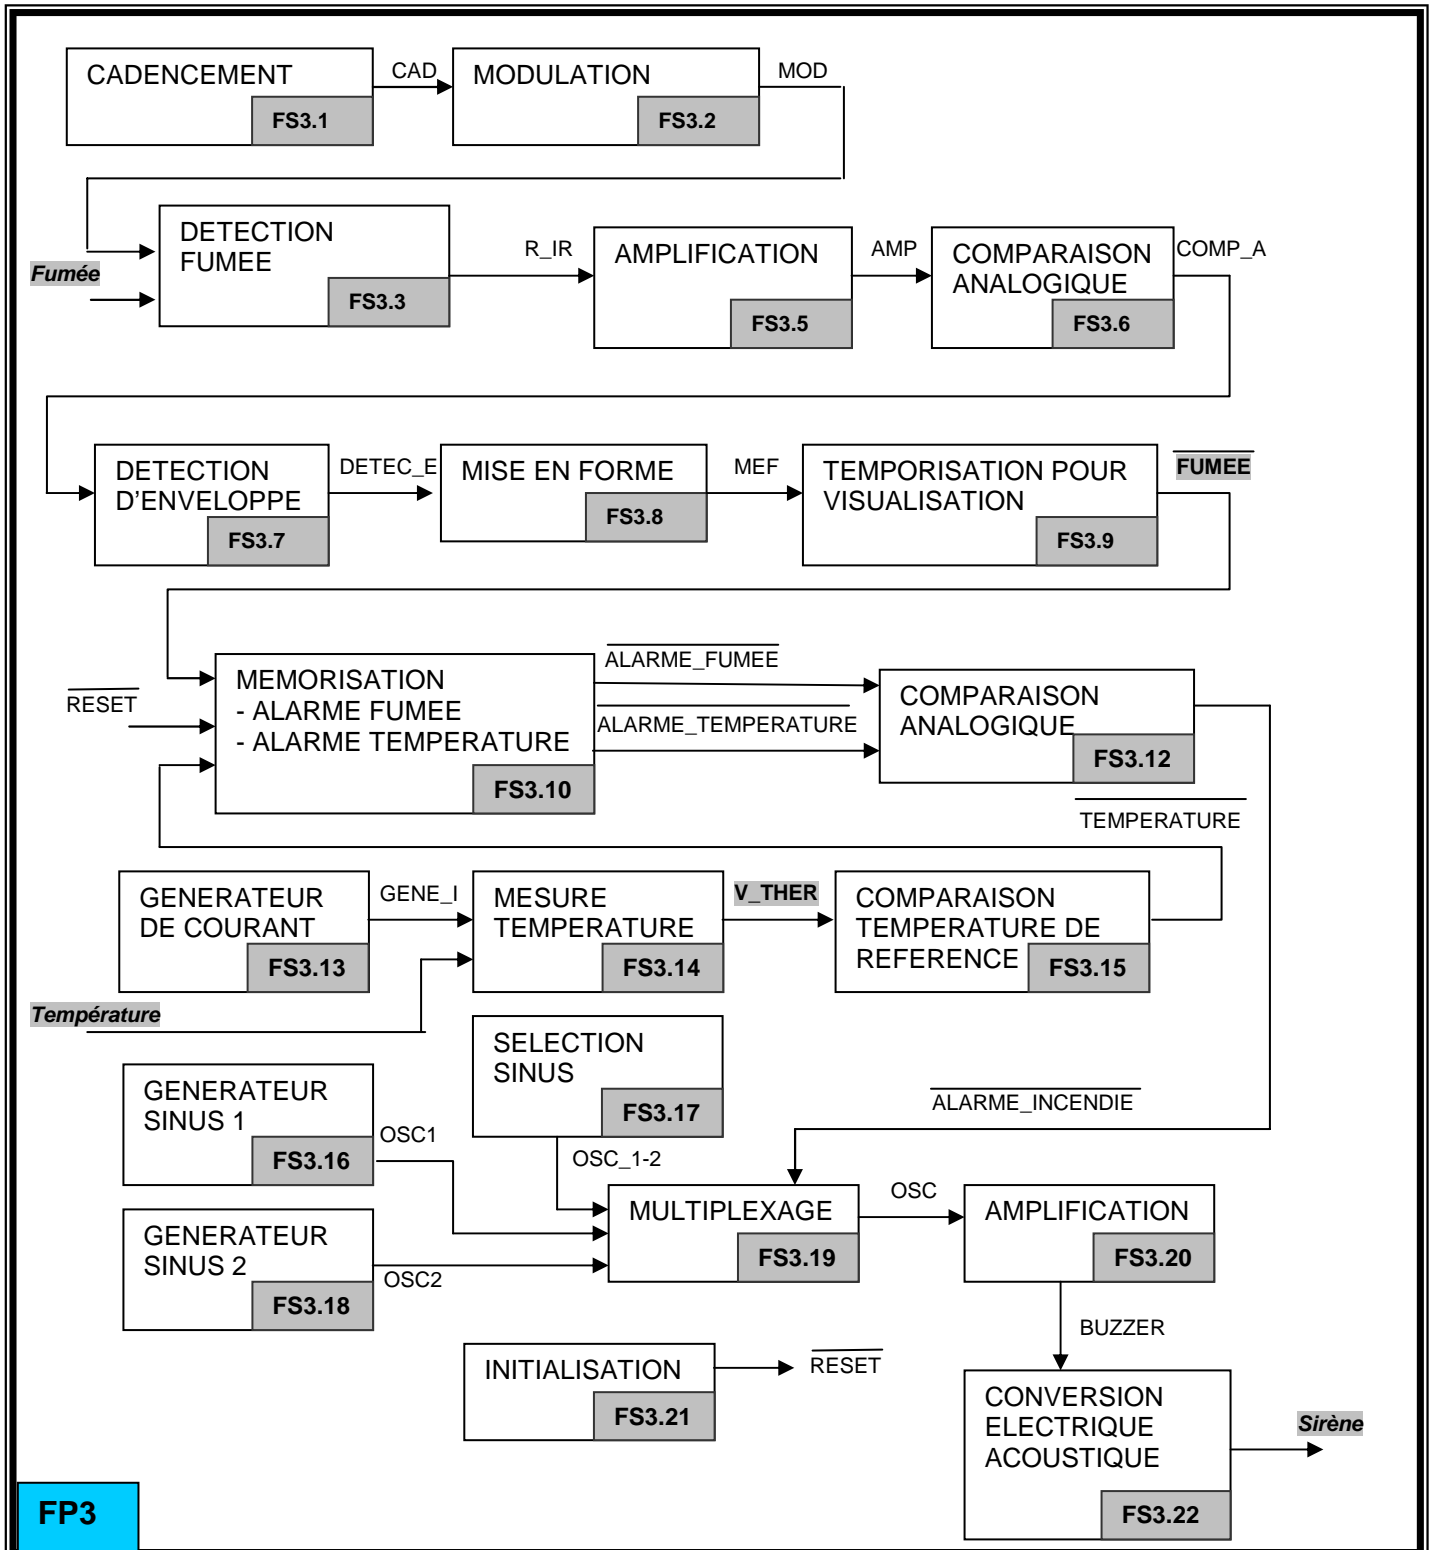 CADENCEMENT
FS3.1
CAD
MODULATION
FS3.2
MOD
Fumée
DETECTION
FUMEE
FS3.3
R_IR
AMPLIFICATION
FS3.5
AMP
COMPARAISON
ANALOGIQUE
FS3.6
COMP_A
DETECTION
D'ENVELOPPE
FS3.7
DETEC_E
MISE EN FORME
FS3.8
MEF
TEMPORISATION POUR
VISUALISATION
FS3.9
FUMEE
RESET
MEMORISATION
- ALARME FUMEE
- ALARME TEMPERATURE
FS3.10
ALARME_FUMEE
ALARME_TEMPERATURE
COMPARAISON
ANALOGIQUE
FS3.12
TEMPERATURE
GENERATEUR
DE COURANT
FS3.13
GENE_I
MESURE
TEMPERATURE
FS3.14
V_THER
COMPARAISON
TEMPERATURE DE
REFERENCE
FS3.15
Température
SELECTION
SINUS
FS3.17
OSC_1-2
ALARME_INCENDIE
GENERATEUR
SINUS 1
FS3.16
OSC1
GENERATEUR
SINUS 2
FS3.18
OSC2
MULTIPLEXAGE
FS3.19
OSC
AMPLIFICATION
FS3.20
BUZZER
INITIALISATION
FS3.21
RESET
CONVERSION
ELECTRIQUE
ACOUSTIQUE
FS3.22
Sirène
FP3